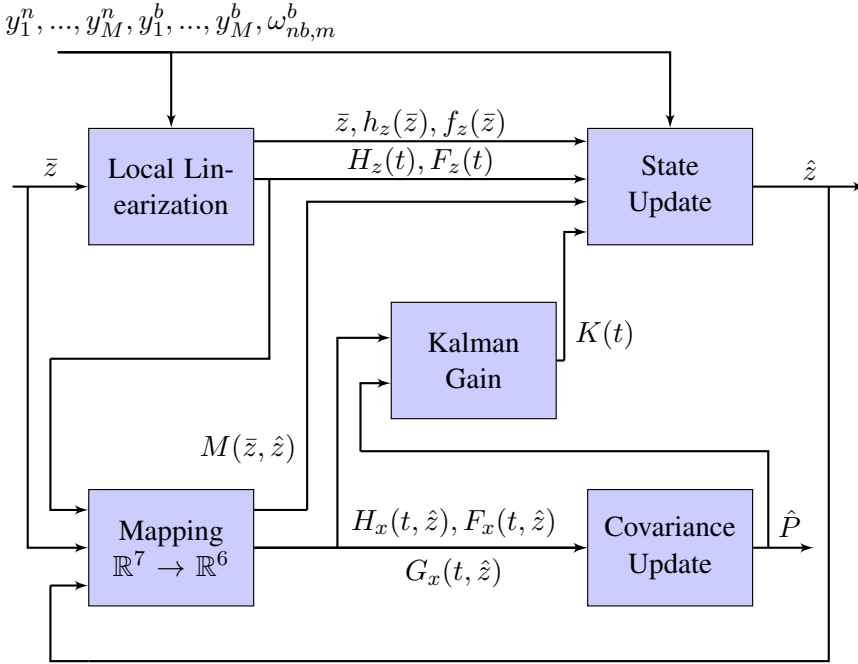 y_1^n, ..., y_M^n, y_1^b, ..., y_M^b, ω_{nb,m}^b
z̄
Local Lin-
earization
z̄, h_z(z̄), f_z(z̄)
H_z(t), F_z(t)
State
Update
ẑ
Kalman
Gain
K(t)
M(z̄, ẑ)
Mapping
ℝ^7 → ℝ^6
H_x(t, ẑ), F_x(t, ẑ)
G_x(t, ẑ)
Covariance
Update
P̂